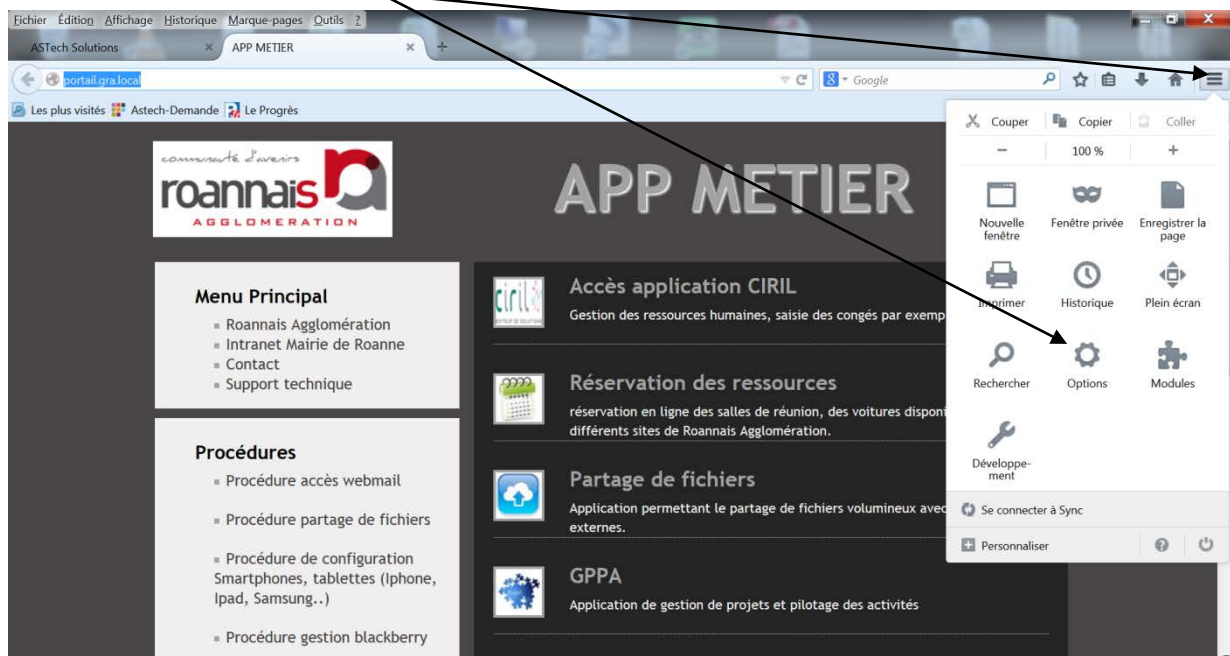 Fichier Édition Affichage Historique Marque-pages Outils ?
ASTech Solutions
APP METIER
portail.gra.local
Google
Les plus visités Astech-Demande Le Progrès
communauté d'avenirs
roannais
AGGLOMERATION
APP METIER
Menu Principal
Roannais Agglomération
Intranet Mairie de Roanne
Contact
Support technique
Procédures
Procédure accès webmail
Procédure partage de fichiers
Procédure de configuration
Smartphones, tablettes (Iphone,
Ipad, Samsung..)
Procédure gestion blackberry
ciril
Accès application CIRIL
Gestion des ressources humaines, saisie des congés par exemp
Réservation des ressources
réservation en ligne des salles de réunion, des voitures disponi
différents sites de Roannais Agglomération.
Partage de fichiers
Application permettant le partage de fichiers volumineux avec
externes.
GPPA
Application de gestion de projets et pilotage des activités
Couper Copier Coller
− 100 % +
Nouvelle
fenêtre
Fenêtre privée
Enregistrer la
page
Imprimer
Historique
Plein écran
Rechercher
Options
Modules
Développe-
ment
Se connecter à Sync
Personnaliser